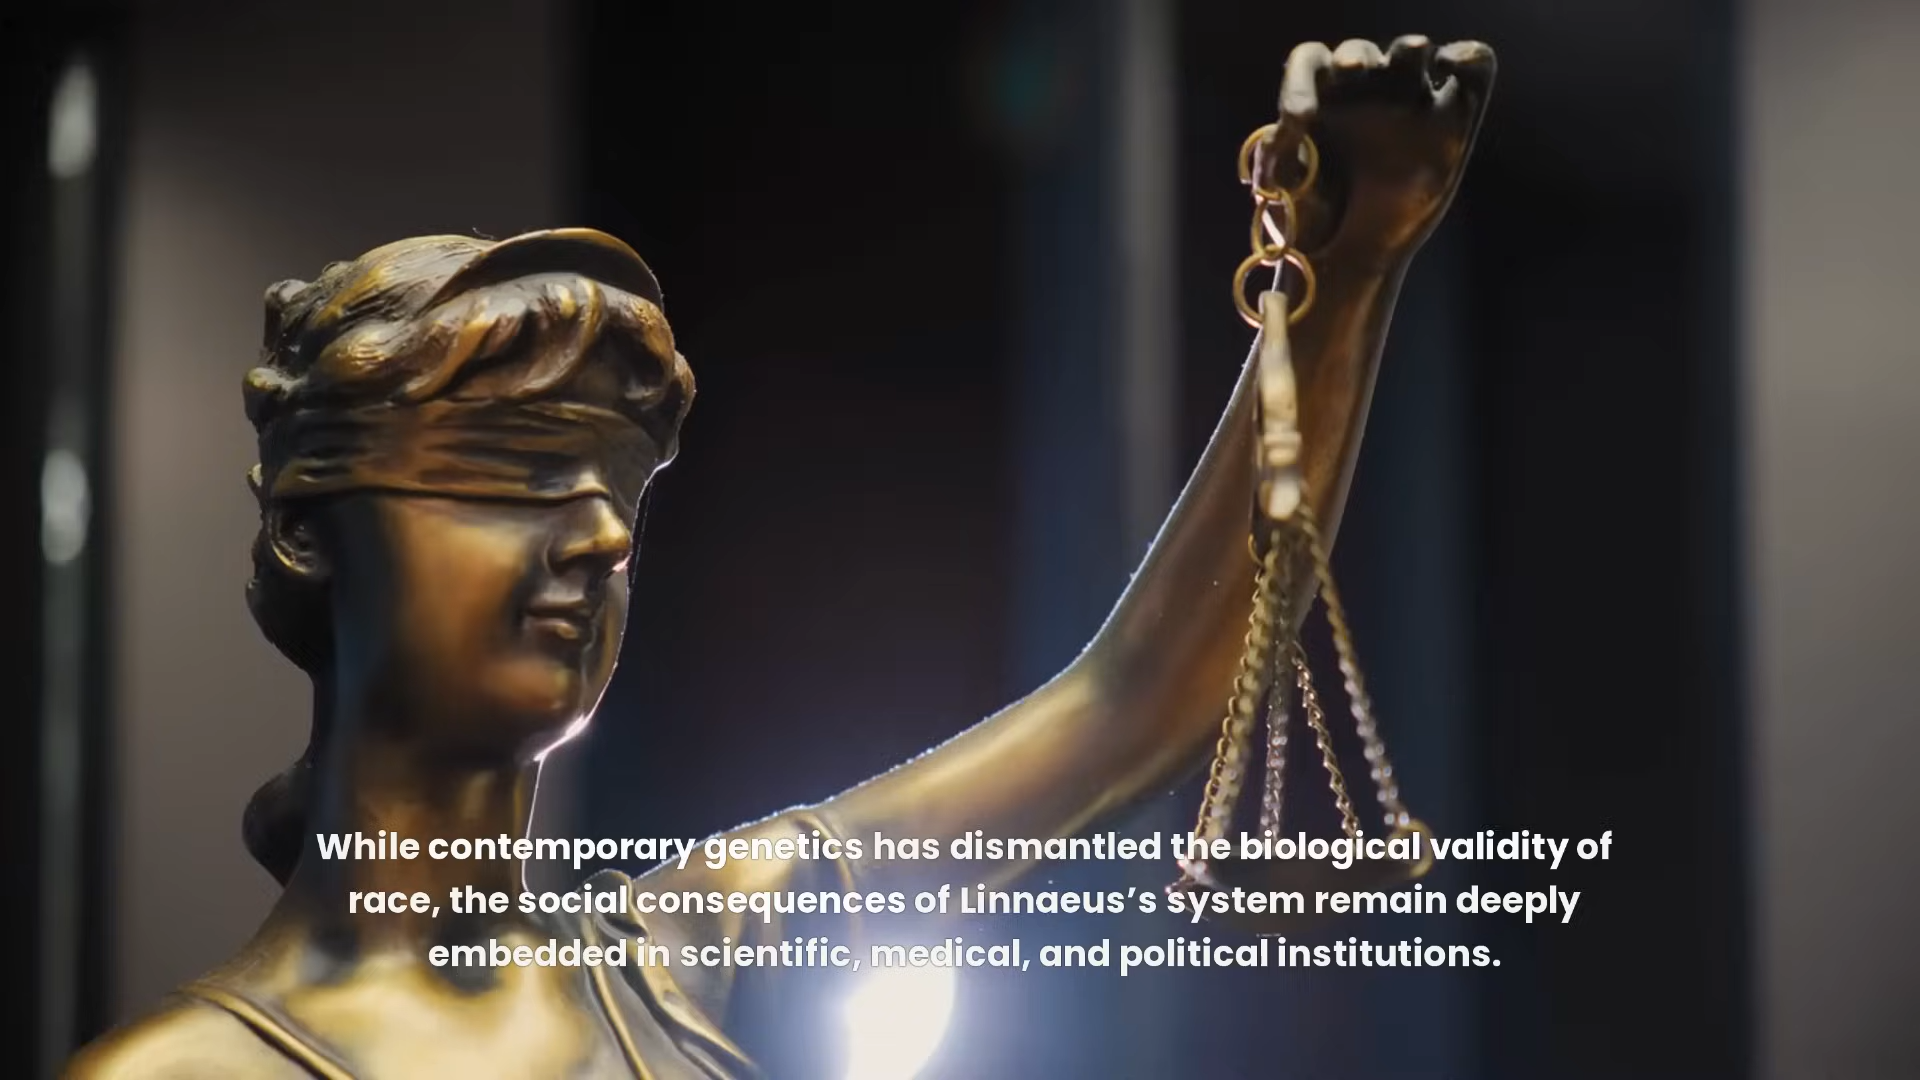 While contemporary genetics has dismantled the biological validity of
race, the social consequences of Linnaeus’s system remain deeply
embedded in scientific, medical, and political institutions.